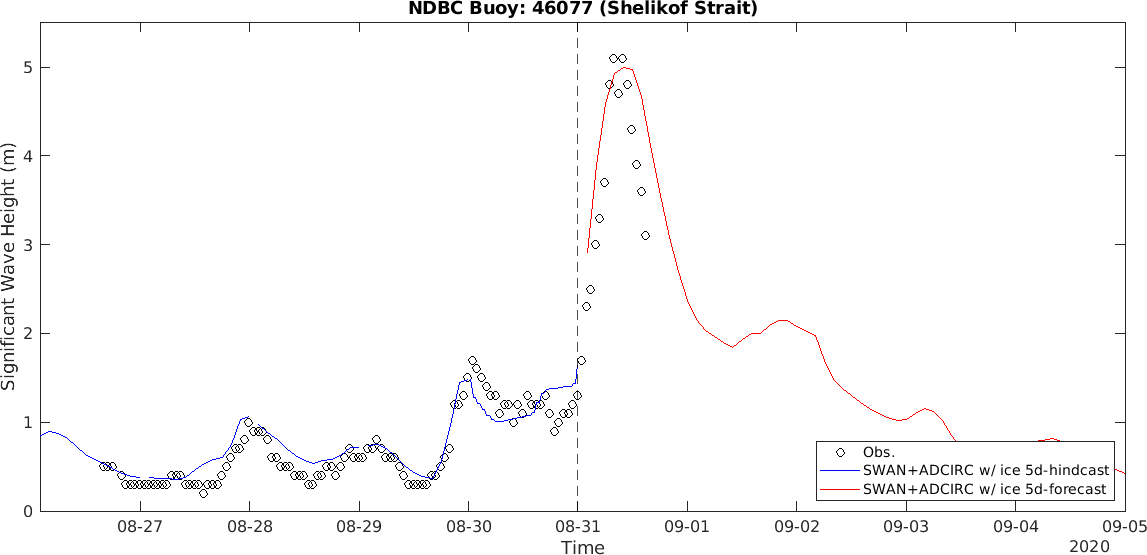 NDBC Buoy: 46077 (Shelikof Strait)
Significant Wave Height (m)
5
4
3
2
1
0
Obs.
SWAN+ADCIRC w/ ice 5d-hindcast
SWAN+ADCIRC w/ ice 5d-forecast
08-27 08-28 08-29 08-30 08-31 09-01 09-02 09-03 09-04 09-05
Time
2020